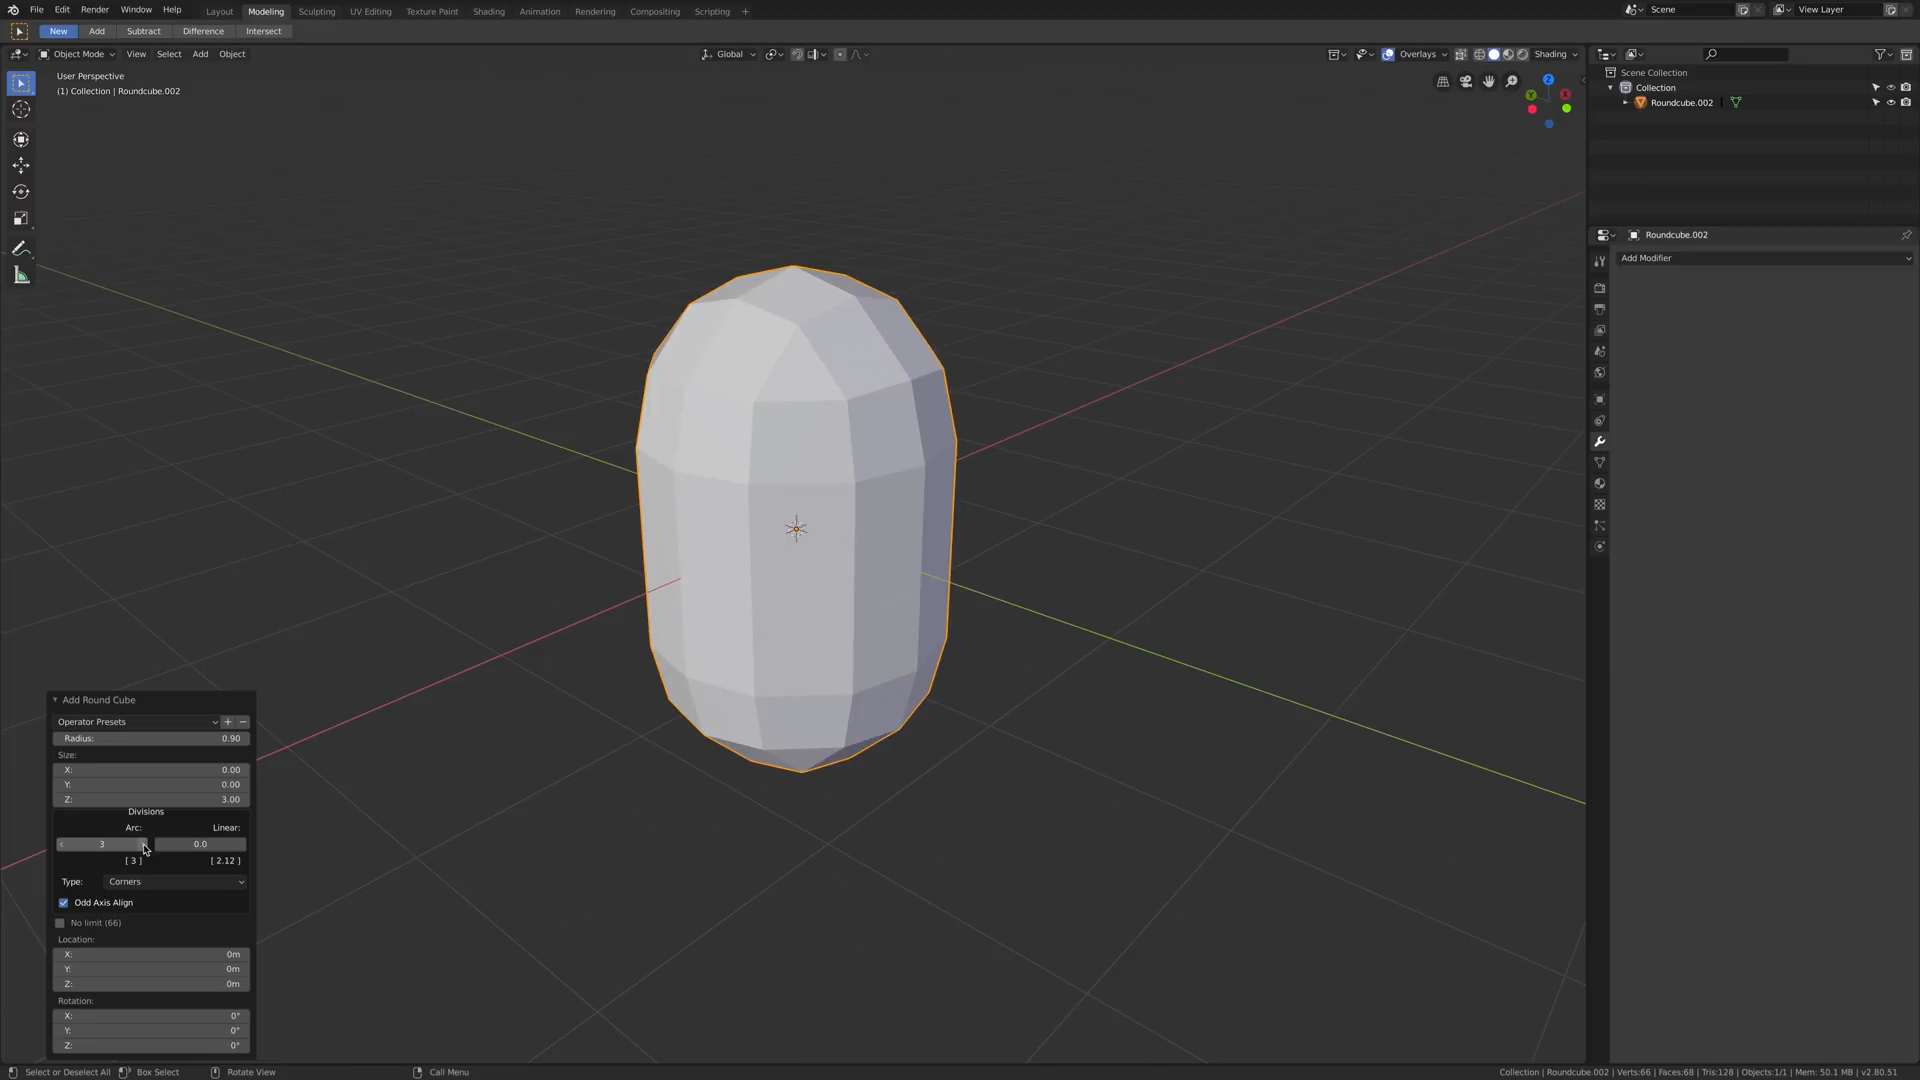 File Edit Render Window Help Layout Modeling Sculpting UV Editing Texture Paint Shading Animation Rendering Compositing Scripting + Scene View Layer
New Add Subtract Difference Intersect
Object Mode View Select Add Object Global Overlays Shading
User Perspective
(1) Collection | Roundcube.002
Scene Collection
Collection
Roundcube.002
Roundcube.002
Add Modifier
Z
Y
X
Add Round Cube
Operator Presets + −
Radius: 0.90
Size:
X: 0.00
Y: 0.00
Z: 3.00
Divisions
Arc: Linear:
3 0.0
[ 3 ] [ 2.12 ]
Type: Corners
Odd Axis Align
No limit (66)
Location:
X: 0m
Y: 0m
Z: 0m
Rotation:
X: 0°
Y: 0°
Z: 0°
Select or Deselect All Box Select Rotate View Call Menu Collection | Roundcube.002 | Verts:66 | Faces:68 | Tris:128 | Objects:1/1 | Mem: 50.1 MB | v2.80.51